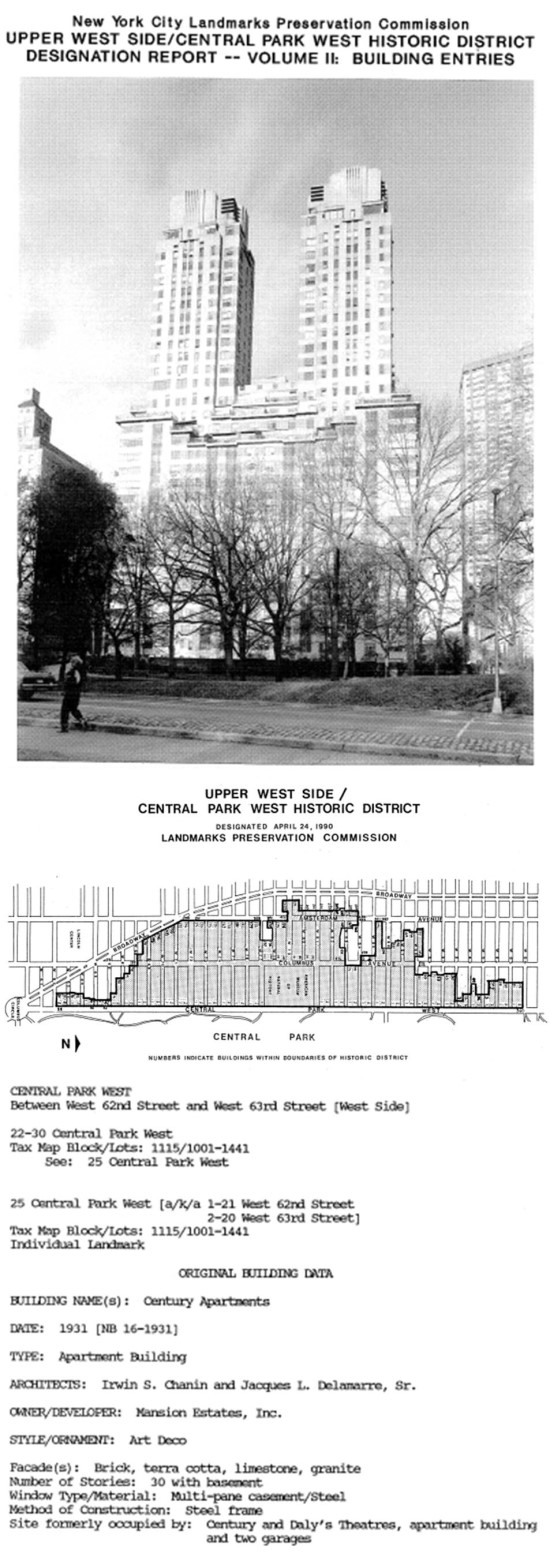 New York City Landmarks Preservation Commission
UPPER WEST SIDE/CENTRAL PARK WEST HISTORIC DISTRICT
DESIGNATION REPORT -- VOLUME II: BUILDING ENTRIES
UPPER WEST SIDE /
CENTRAL PARK WEST HISTORIC DISTRICT
DESIGNATED APRIL 24, 1990
LANDMARKS PRESERVATION COMMISSION
BROADWAY
BROADWAY
AMSTERDAM
AVENUE
LINCOLN CENTER
COLUMBUS
AVENUE
CENTRAL PARK WEST
N
CENTRAL PARK
NUMBERS INDICATE BUILDINGS WITHIN BOUNDARIES OF HISTORIC DISTRICT
CENTRAL PARK WEST
Between West 62nd Street and West 63rd Street [West Side]
22-30 Central Park West
Tax Map Block/Lots: 1115/1001-1441
See: 25 Central Park West
25 Central Park West [a/k/a 1-21 West 62nd Street
2-20 West 63rd Street]
Tax Map Block/Lots: 1115/1001-1441
Individual Landmark
ORIGINAL BUILDING DATA
BUILDING NAME(s): Century Apartments
DATE: 1931 [NB 16-1931]
TYPE: Apartment Building
ARCHITECTS: Irwin S. Chanin and Jacques L. Delamarre, Sr.
OWNER/DEVELOPER: Mansion Estates, Inc.
STYLE/ORNAMENT: Art Deco
Facade(s): Brick, terra cotta, limestone, granite
Number of Stories: 30 with basement
Window Type/Material: Multi-pane casement/Steel
Method of Construction: Steel frame
Site formerly occupied by: Century and Daly's Theatres, apartment building
and two garages